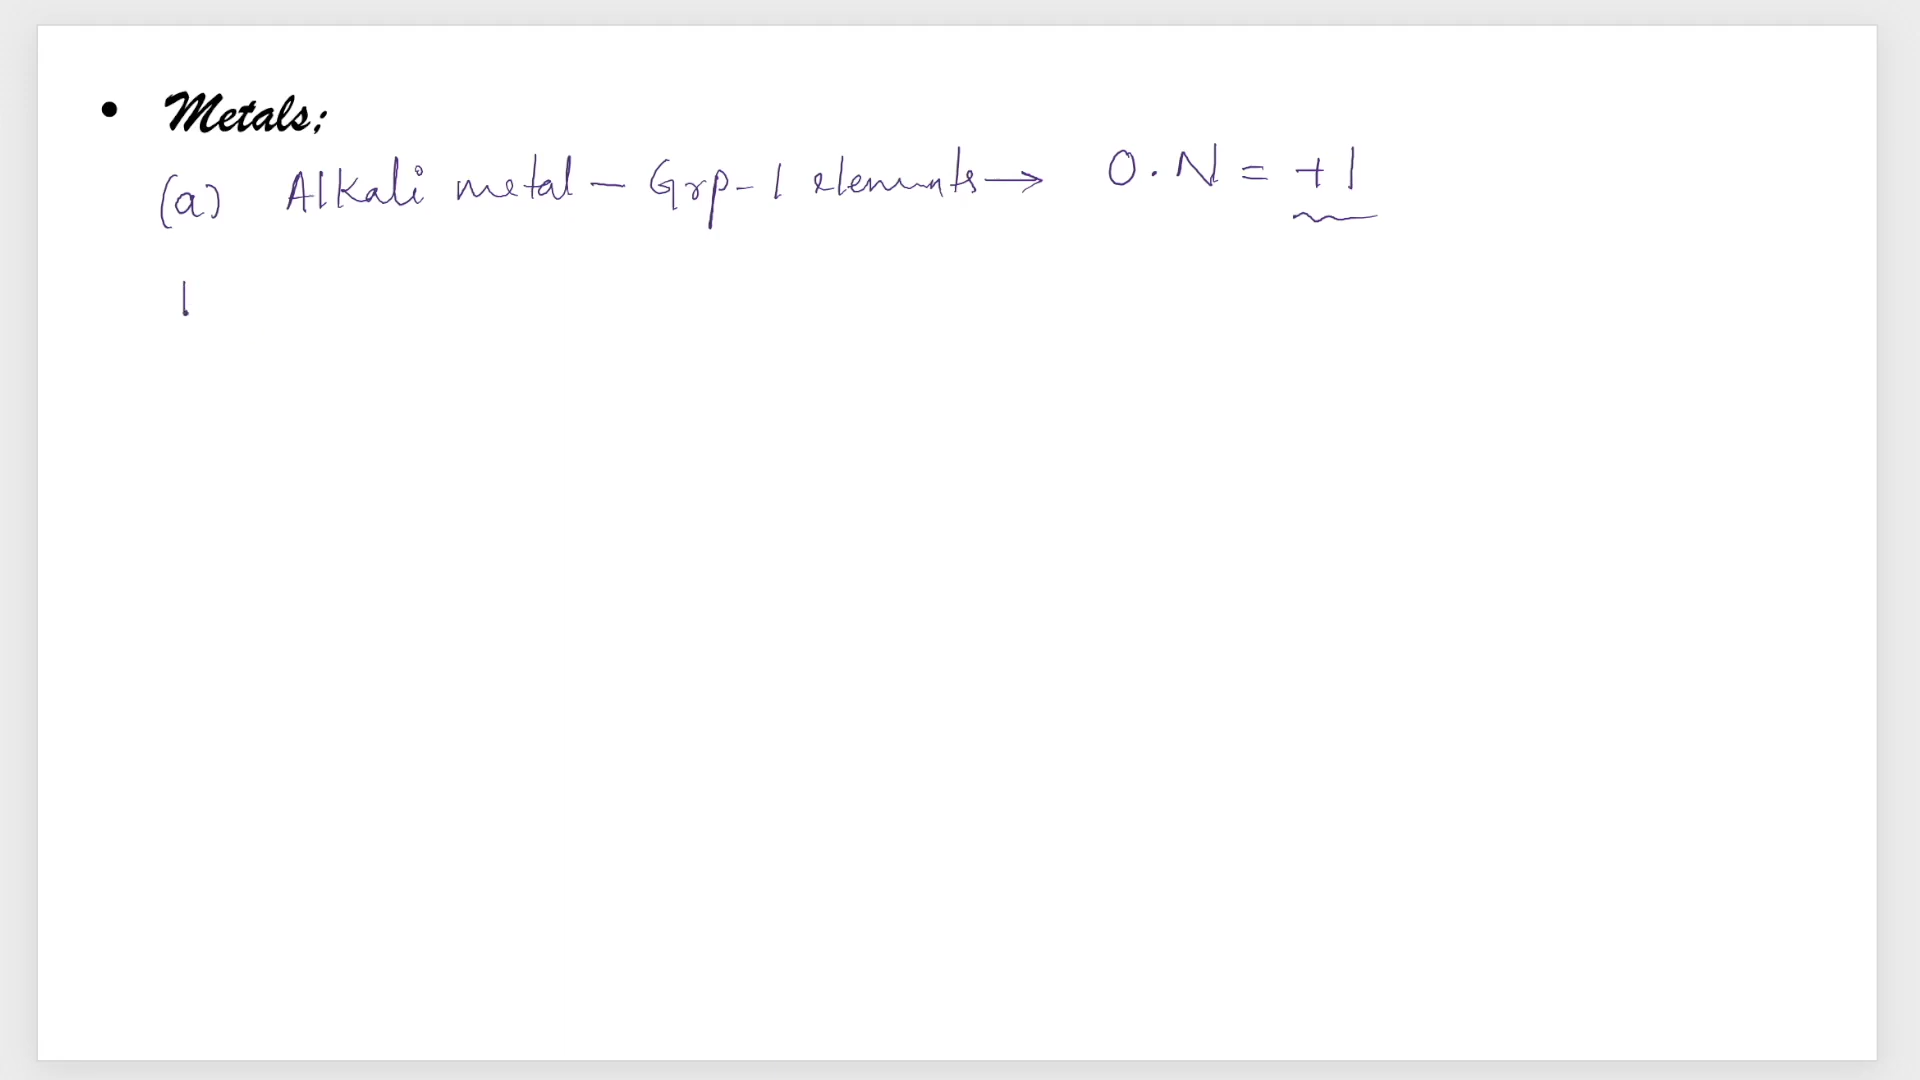 • Metals;
(a) Alkali metal - Grp-1 elements → O.N = +1